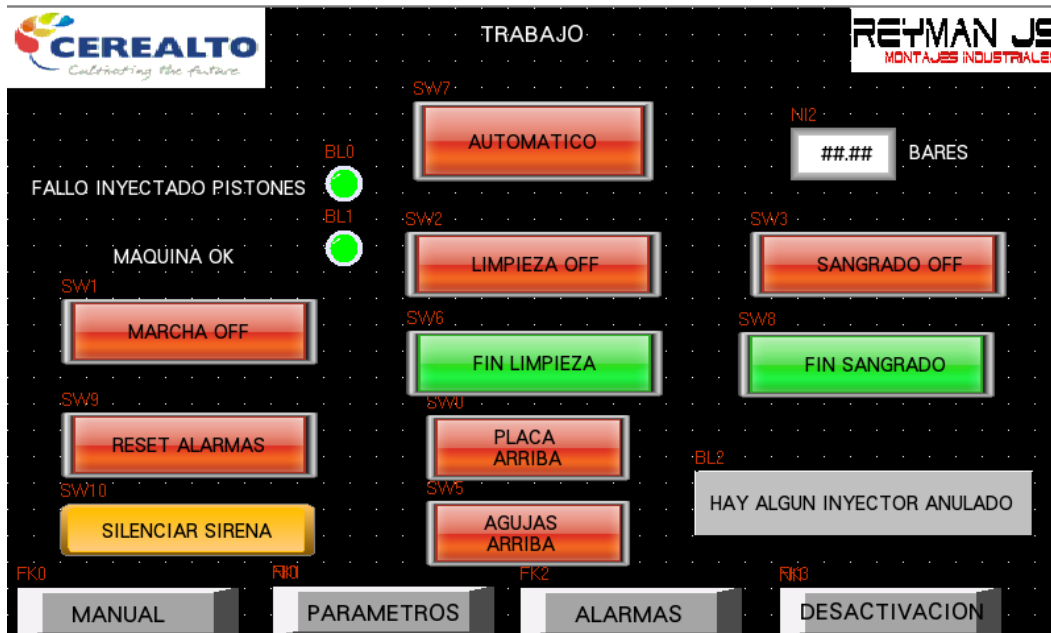 CEREALTO
Cultivating the future
TRABAJO
REYMAN JS
MONTAJES INDUSTRIALES
SW7
AUTOMATICO
NI2
##.##
BARES
BL0
FALLO INYECTADO PISTONES
BL1
MAQUINA OK
SW2
LIMPIEZA OFF
SW3
SANGRADO OFF
SW1
MARCHA OFF
SW6
FIN LIMPIEZA
SW8
FIN SANGRADO
SW9
RESET ALARMAS
SW0
PLACA
ARRIBA
BL2
HAY ALGUN INYECTOR ANULADO
SW10
SILENCIAR SIRENA
SW5
AGUJAS
ARRIBA
FK0
MANUAL
PARAMETROS
FK2
ALARMAS
DESACTIVACION